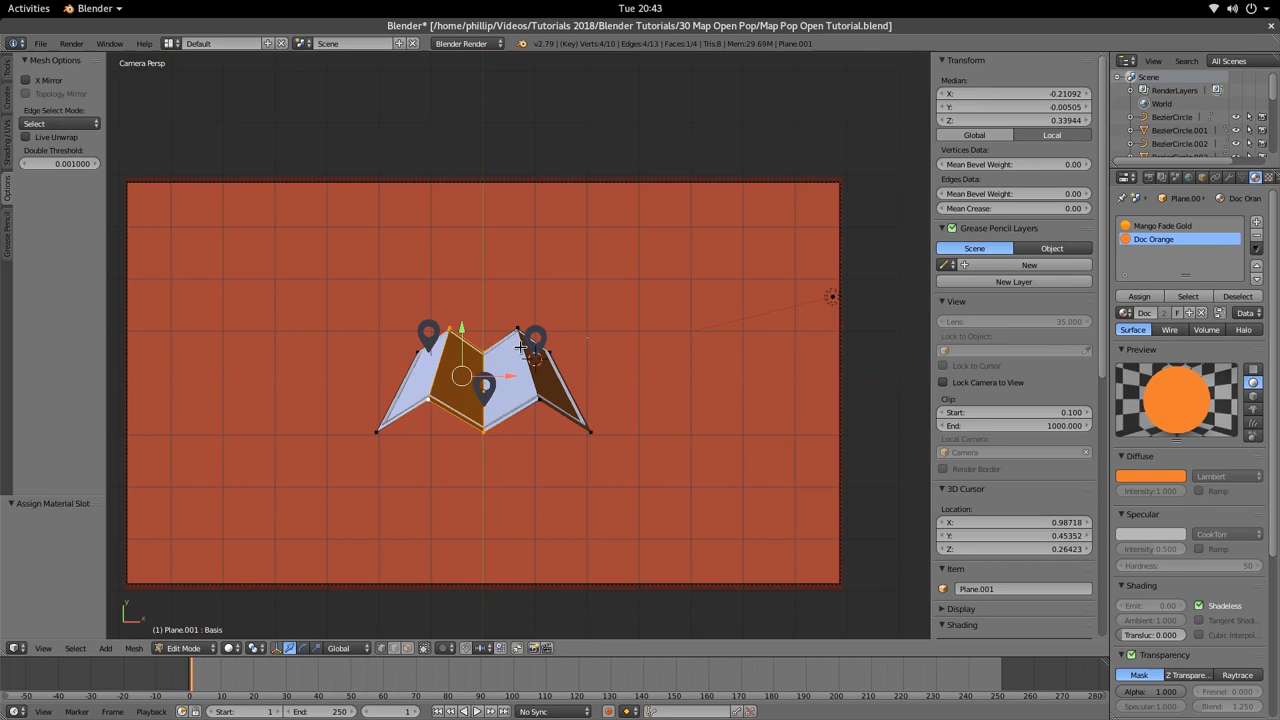 Activities Blender Tue 20:43
Blender* [/home/phillip/Videos/Tutorials 2018/Blender Tutorials/30 Map Open Pop/Map Pop Open Tutorial.blend]
File Render Window Help Default Scene Blender Render v2.79 | (Key) Verts:4/10 | Edges:4/13 | Faces:1/4 | Tris:8 | Mem:29.69M | Plane.001
Mesh Options
X Mirror
Topology Mirror
Edge Select Mode:
Select
Live Unwrap
Double Threshold:
0.001000
Assign Material Slot
Tools
Create
Shading / UVs
Options
Grease Pencil
Camera Persp
(1) Plane.001 : Basis
Transform
Median:
X: -0.21092
Y: -0.00505
Z: 0.33944
Global Local
Vertices Data:
Mean Bevel Weight: 0.00
Edges Data:
Mean Bevel Weight: 0.00
Mean Crease: 0.00
Grease Pencil Layers
Scene Object
New
New Layer
View
Lens: 35.000
Lock to Object:
Lock to Cursor
Lock Camera to View
Clip:
Start: 0.100
End: 1000.000
Local Camera:
Camera
Render Border
3D Cursor
Location:
X: 0.98718
Y: 0.45352
Z: 0.26423
Item
Plane.001
Display
Shading
View Search All Scenes
Scene
RenderLayers
World
BezierCircle
BezierCircle.001
BezierCircle.002
Plane.00 Doc Oran
Mango Fade Gold
Doc Orange
Assign Select Deselect
Doc 2 F Data
Surface Wire Volume Halo
Preview
Diffuse
Lambert
Intensity:1.000 Ramp
Specular
CookTorr
Intensity:0.500 Ramp
Hardness: 50
Shading
Emit: 0.00 Shadeless
Ambient: 1.000 Tangent Shadi
Transluc: 0.000 Cubic Interpol
Transparency
Mask Z Transpare... Raytrace
Alpha: 1.000 Fresnel: 0.000
Specular:1.000 Blend: 1.250
View Select Add Mesh Edit Mode Global
-50 -40 -30 -20 -10 0 10 20 30 40 50 60 70 80 90 100 110 120 130 140 150 160 170 180 190 200 210 220 230 240 250 260 270 280
View Marker Frame Playback Start: 1 End: 250 1 No Sync